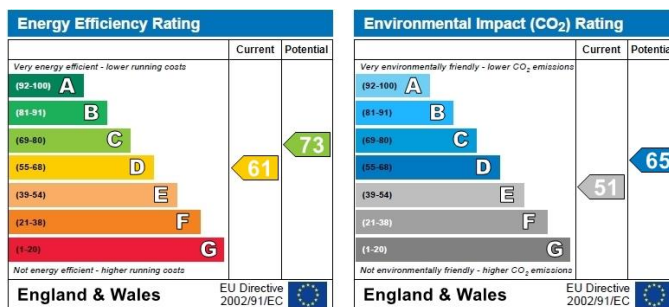 Energy Efficiency Rating
Current Potential
Very energy efficient - lower running costs
(92-100) A
(81-91) B
(69-80) C
73
(55-68) D
61
(39-54) E
(21-38) F
(1-20) G
Not energy efficient - higher running costs
England & Wales
EU Directive
2002/91/EC
Environmental Impact (CO₂) Rating
Current Potential
Very environmentally friendly - lower CO₂ emissions
(92-100) A
(81-91) B
(69-80) C
(55-68) D
65
(39-54) E
51
(21-38) F
(1-20) G
Not environmentally friendly - higher CO₂ emissions
England & Wales
EU Directive
2002/91/EC